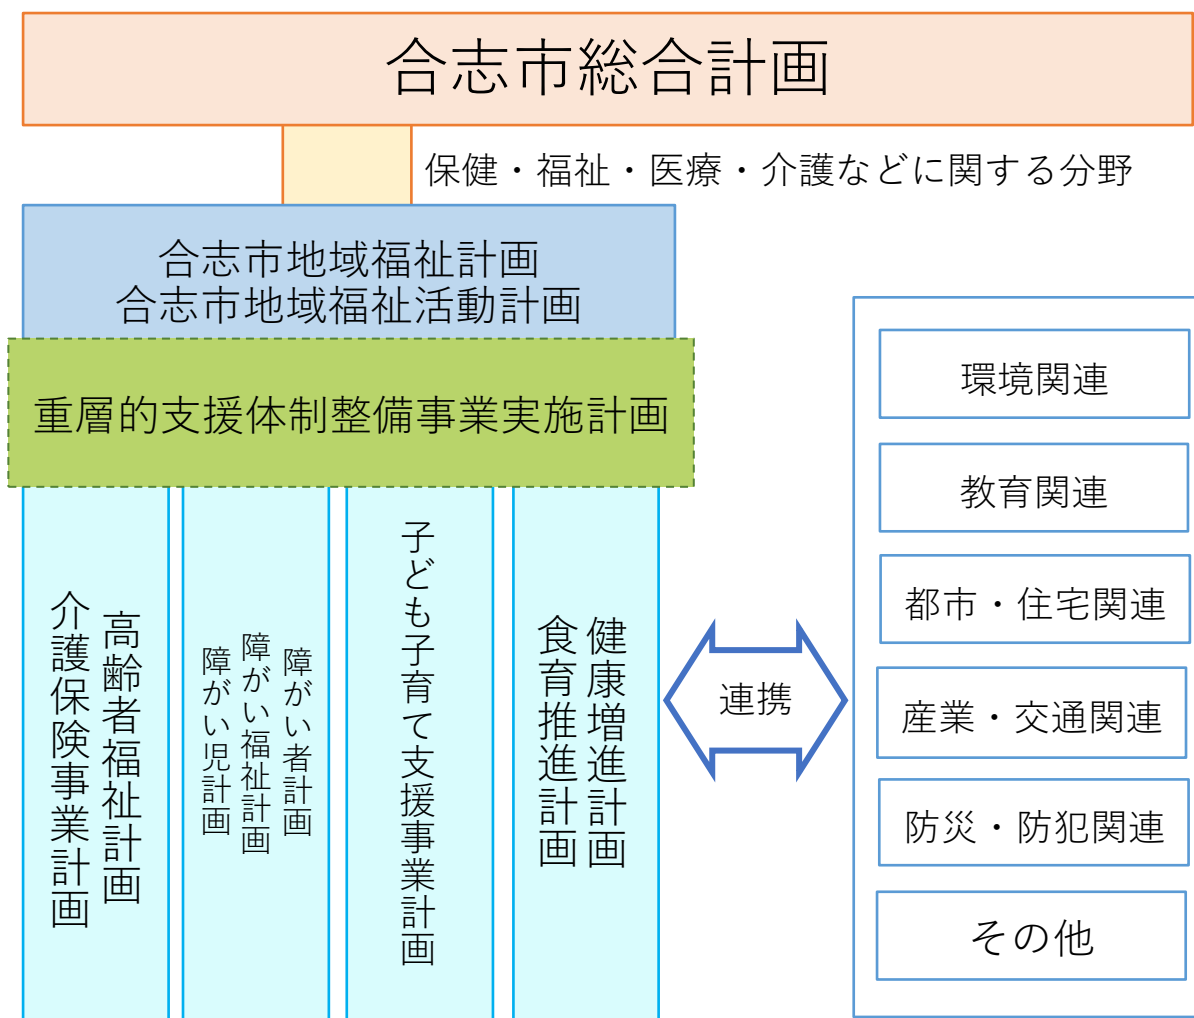 合志市総合計画
保健・福祉・医療・介護などに関する分野
合志市地域福祉計画
合志市地域福祉活動計画
重層的支援体制整備事業実施計画
高齢者福祉計画
介護保険事業計画
障がい者計画
障がい福祉計画
障がい児計画
子ども子育て支援事業計画
健康増進計画
食育推進計画
連携
環境関連
教育関連
都市・住宅関連
産業・交通関連
防災・防犯関連
その他